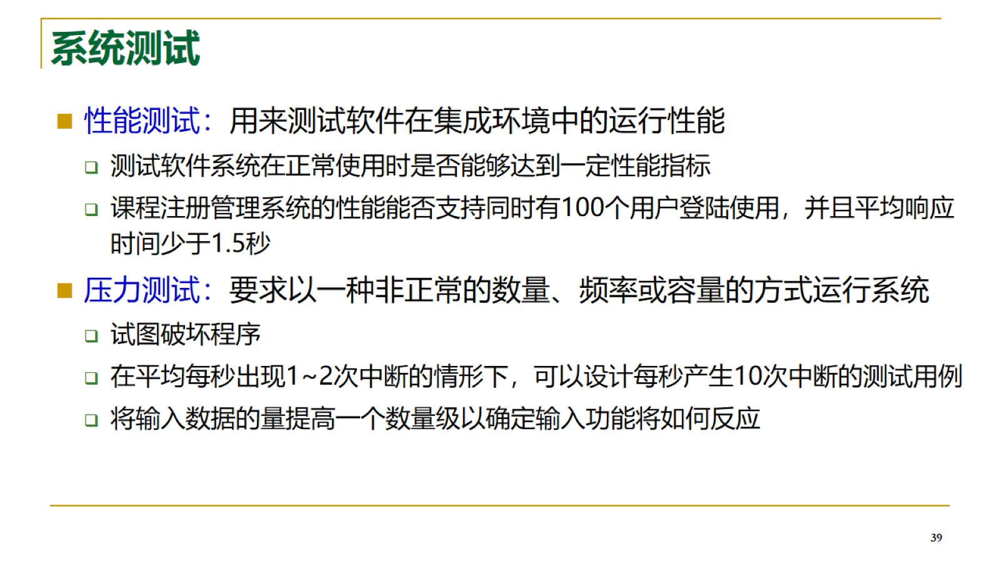 系统测试
性能测试：用来测试软件在集成环境中的运行性能
测试软件系统在正常使用时是否能够达到一定性能指标
课程注册管理系统的性能能否支持同时有100个用户登陆使用，并且平均响应
时间少于1.5秒
压力测试：要求以一种非正常的数量、频率或容量的方式运行系统
试图破坏程序
在平均每秒出现1~2次中断的情形下，可以设计每秒产生10次中断的测试用例
将输入数据的量提高一个数量级以确定输入功能将如何反应
39